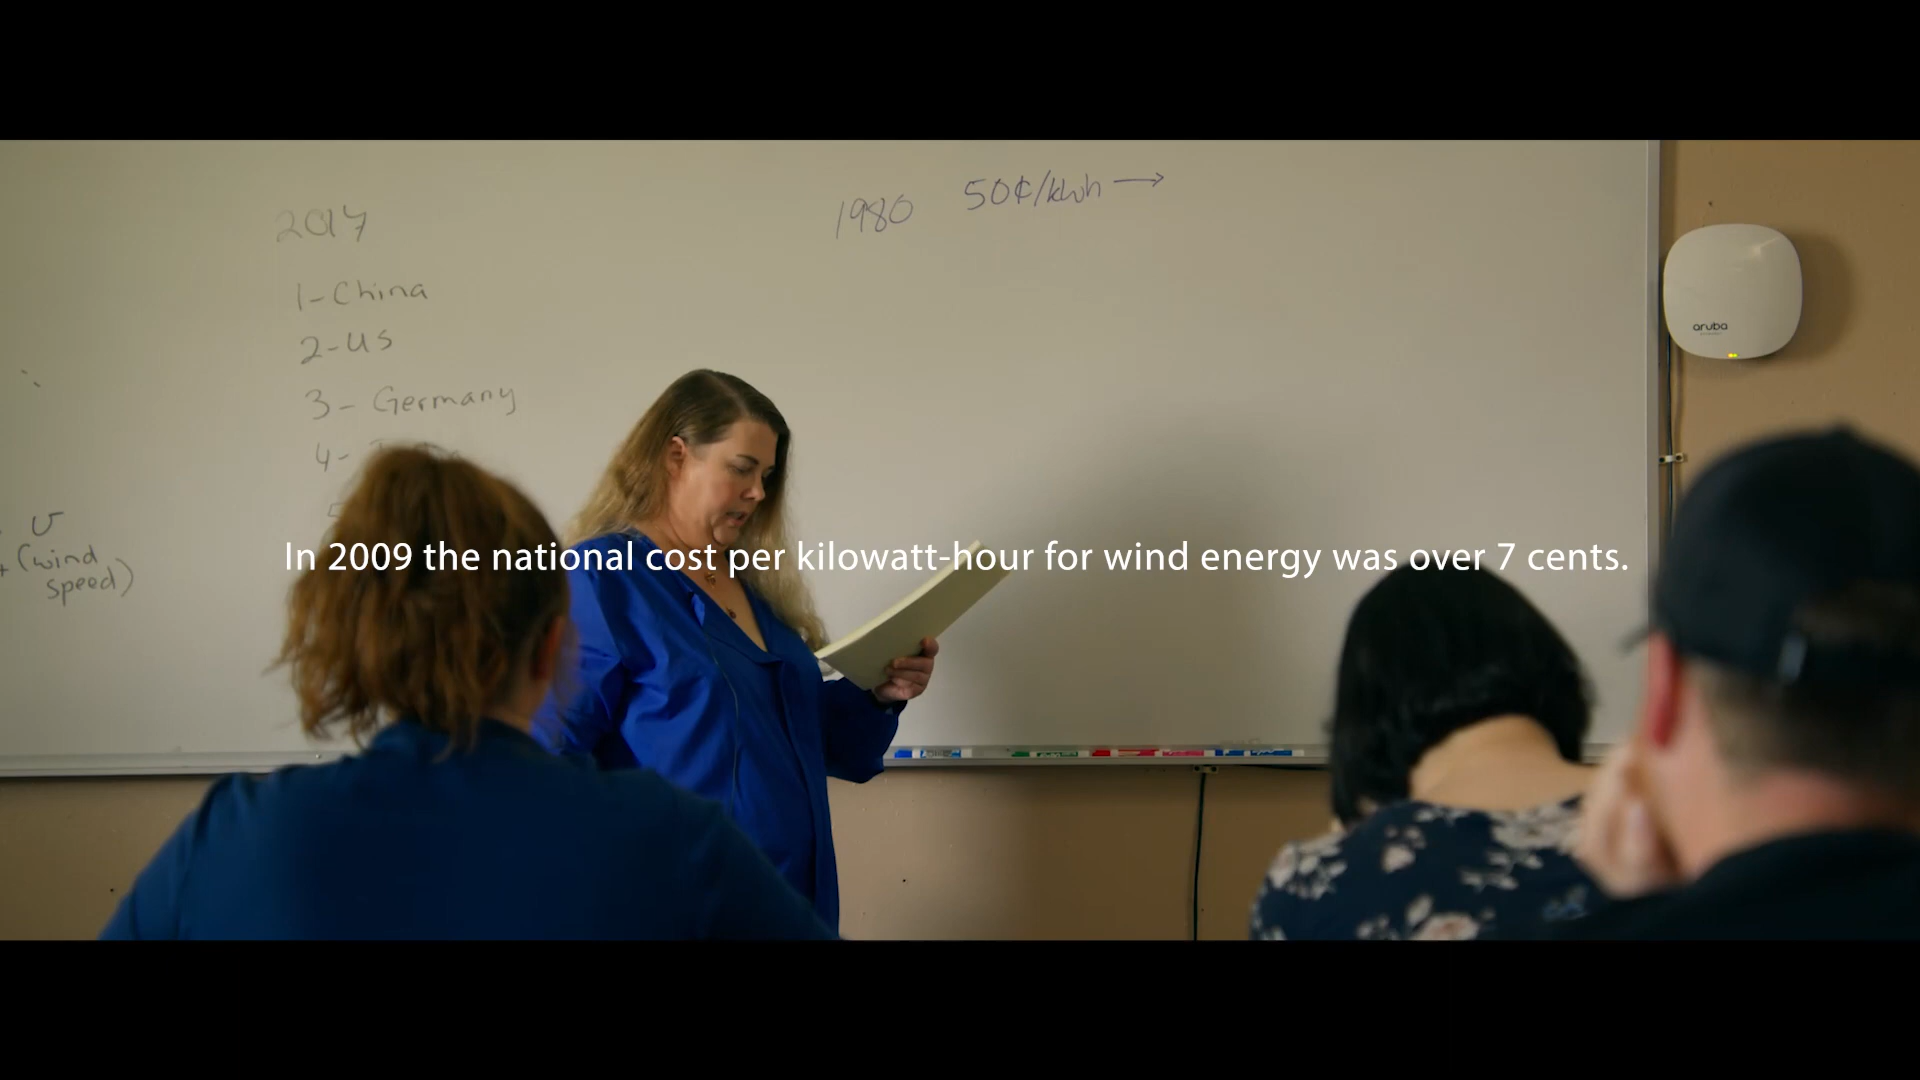 2017
1-China
2-US
3- Germany
4-
1980 50¢/kwh →
v
(wind
speed)
aruba
In 2009 the national cost per kilowatt-hour for wind energy was over 7 cents.